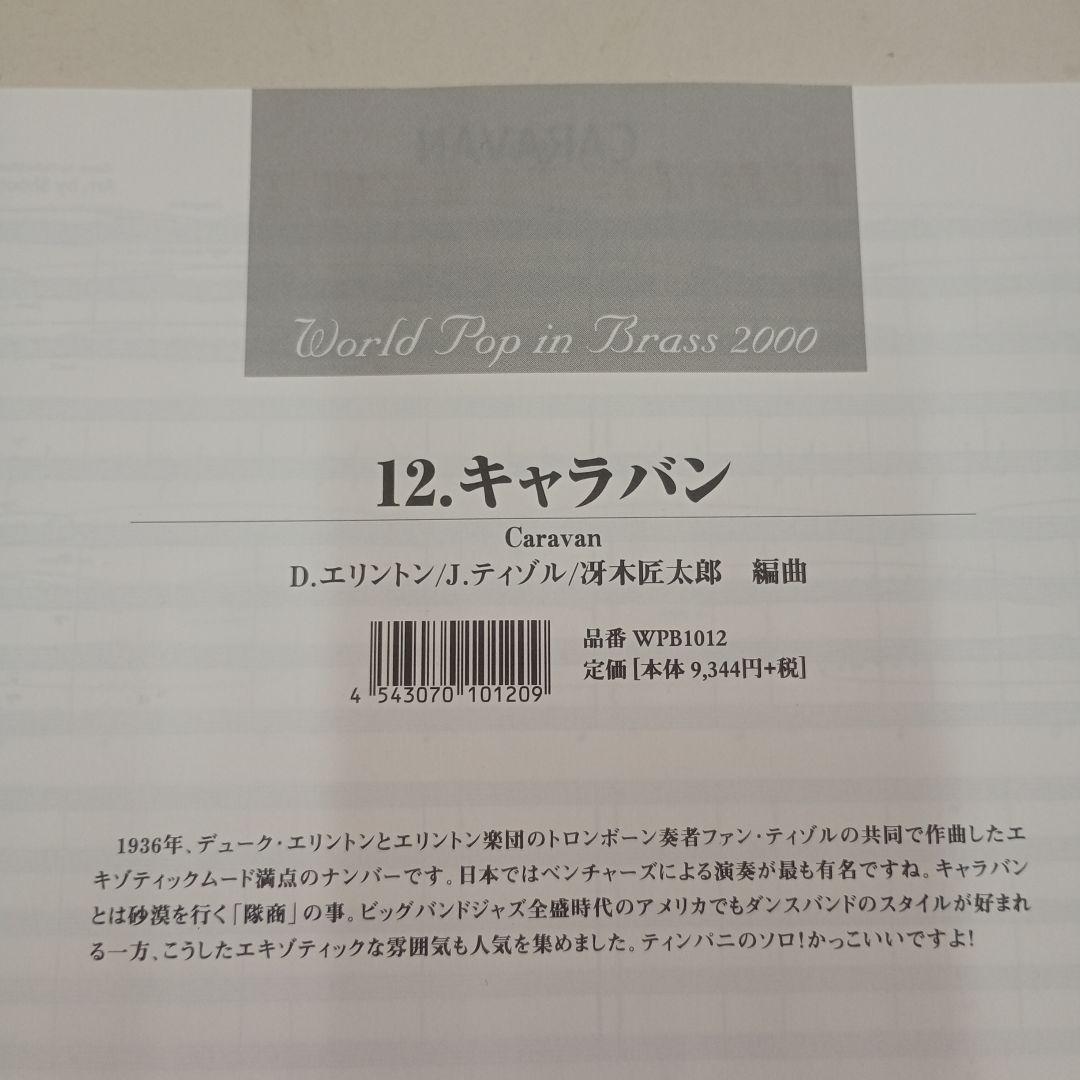 CARAVAN
World Pop in Brass 2000
12.キャラバン
Caravan
D.エリントン/J.ティゾル/冴木匠太郎　編曲
品番 WPB1012
定価[本体 9,344円+税]
4 543070 101209
1936年、デューク・エリントンとエリントン楽団のトロンボーン奏者ファン・ティゾルの共同で作曲したエ
キゾティックムード満点のナンバーです。日本ではベンチャーズによる演奏が最も有名ですね。キャラバン
とは砂漠を行く「隊商」の事。ビッグバンドジャズ全盛時代のアメリカでもダンスバンドのスタイルが好まれ
る一方、こうしたエキゾティックな雰囲気も人気を集めました。ティンパニのソロ!かっこいいですよ!